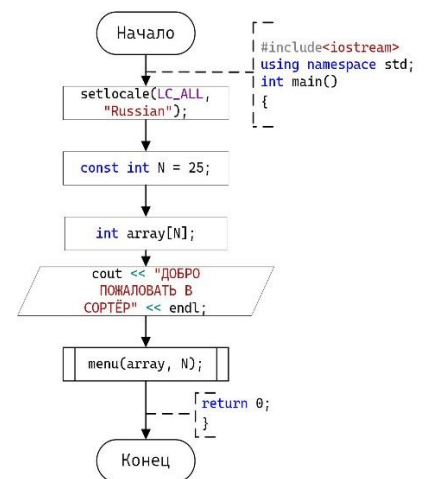 Начало
#include<iostream>
using namespace std;
int main()
{
setlocale(LC_ALL,
"Russian");
const int N = 25;
int array[N];
cout << "ДОБРО
ПОЖАЛОВАТЬ В
СОРТЁР" << endl;
menu(array, N);
return 0;
}
Конец